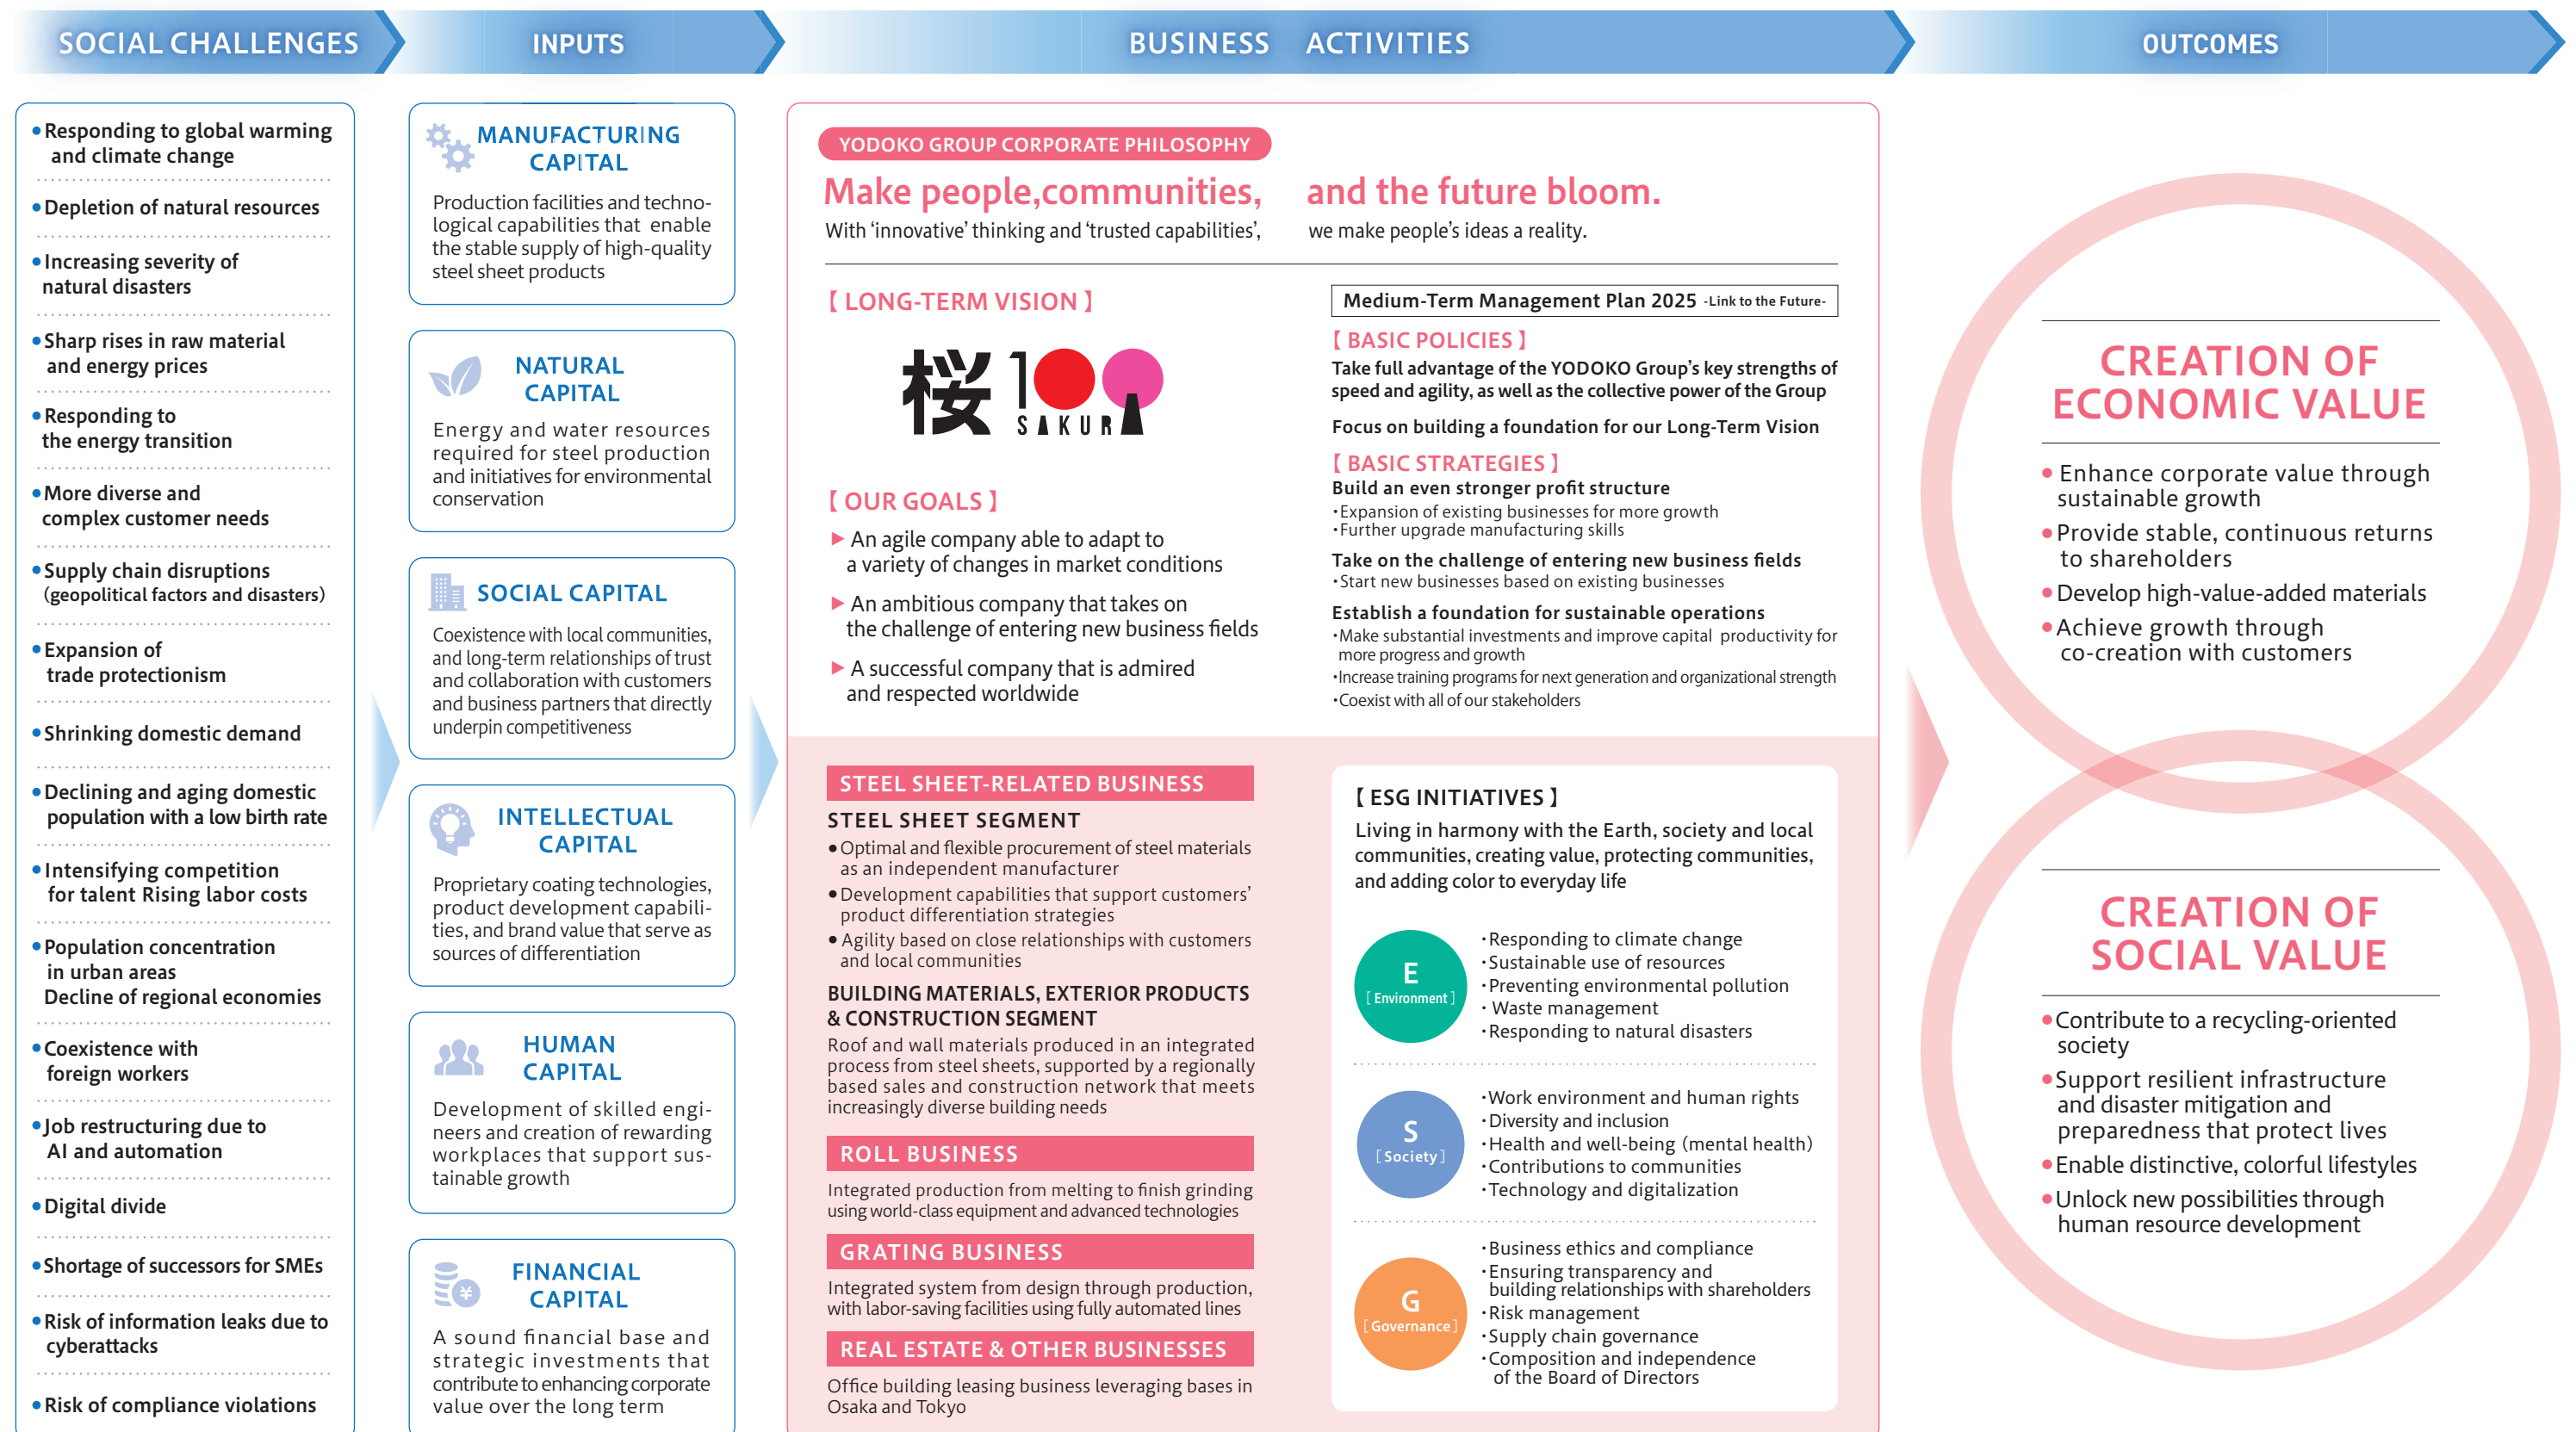 SOCIAL CHALLENGES
INPUTS
BUSINESS ACTIVITIES
OUTCOMES
•Responding to global warming
and climate change
•Depletion of natural resources
•Increasing severity of
natural disasters
•Sharp rises in raw material
and energy prices
•Responding to
the energy transition
•More diverse and
complex customer needs
•Supply chain disruptions
(geopolitical factors and disasters)
•Expansion of
trade protectionism
•Shrinking domestic demand
•Declining and aging domestic
population with a low birth rate
•Intensifying competition
for talent Rising labor costs
•Population concentration
in urban areas
Decline of regional economies
•Coexistence with
foreign workers
•Job restructuring due to
AI and automation
•Digital divide
•Shortage of successors for SMEs
•Risk of information leaks due to
cyberattacks
•Risk of compliance violations
MANUFACTURING
CAPITAL
Production facilities and techno-
logical capabilities that enable
the stable supply of high-quality
steel sheet products
NATURAL
CAPITAL
Energy and water resources
required for steel production
and initiatives for environmental
conservation
SOCIAL CAPITAL
Coexistence with local communities,
and long-term relationships of trust
and collaboration with customers
and business partners that directly
underpin competitiveness
INTELLECTUAL
CAPITAL
Proprietary coating technologies,
product development capabili-
ties, and brand value that serve as
sources of differentiation
HUMAN
CAPITAL
Development of skilled engi-
neers and creation of rewarding
workplaces that support sus-
tainable growth
¥
FINANCIAL
CAPITAL
A sound financial base and
strategic investments that
contribute to enhancing corporate
value over the long term
YODOKO GROUP CORPORATE PHILOSOPHY
Make people,communities, and the future bloom.
With ‘innovative’ thinking and ‘trusted capabilities’, we make people’s ideas a reality.
【 LONG-TERM VISION 】
桜 100
SAKURA
【 OUR GOALS 】
▶ An agile company able to adapt to
a variety of changes in market conditions
▶ An ambitious company that takes on
the challenge of entering new business fields
▶ A successful company that is admired
and respected worldwide
Medium-Term Management Plan 2025 -Link to the Future-
【 BASIC POLICIES 】
Take full advantage of the YODOKO Group’s key strengths of
speed and agility, as well as the collective power of the Group
Focus on building a foundation for our Long-Term Vision
【 BASIC STRATEGIES 】
Build an even stronger profit structure
・Expansion of existing businesses for more growth
・Further upgrade manufacturing skills
Take on the challenge of entering new business fields
・Start new businesses based on existing businesses
Establish a foundation for sustainable operations
・Make substantial investments and improve capital productivity for
more progress and growth
・Increase training programs for next generation and organizational strength
・Coexist with all of our stakeholders
STEEL SHEET-RELATED BUSINESS
STEEL SHEET SEGMENT
● Optimal and flexible procurement of steel materials
as an independent manufacturer
● Development capabilities that support customers’
product differentiation strategies
● Agility based on close relationships with customers
and local communities
BUILDING MATERIALS, EXTERIOR PRODUCTS
& CONSTRUCTION SEGMENT
Roof and wall materials produced in an integrated
process from steel sheets, supported by a regionally
based sales and construction network that meets
increasingly diverse building needs
ROLL BUSINESS
Integrated production from melting to finish grinding
using world-class equipment and advanced technologies
GRATING BUSINESS
Integrated system from design through production,
with labor-saving facilities using fully automated lines
REAL ESTATE & OTHER BUSINESSES
Office building leasing business leveraging bases in
Osaka and Tokyo
【 ESG INITIATIVES 】
Living in harmony with the Earth, society and local
communities, creating value, protecting communities,
and adding color to everyday life
E
[ Environment ]
・Responding to climate change
・Sustainable use of resources
・Preventing environmental pollution
・Waste management
・Responding to natural disasters
S
[ Society ]
・Work environment and human rights
・Diversity and inclusion
・Health and well-being (mental health)
・Contributions to communities
・Technology and digitalization
G
[ Governance ]
・Business ethics and compliance
・Ensuring transparency and
building relationships with shareholders
・Risk management
・Supply chain governance
・Composition and independence
of the Board of Directors
CREATION OF
ECONOMIC VALUE
● Enhance corporate value through
sustainable growth
● Provide stable, continuous returns
to shareholders
● Develop high-value-added materials
● Achieve growth through
co-creation with customers
CREATION OF
SOCIAL VALUE
● Contribute to a recycling-oriented
society
● Support resilient infrastructure
and disaster mitigation and
preparedness that protect lives
● Enable distinctive, colorful lifestyles
● Unlock new possibilities through
human resource development